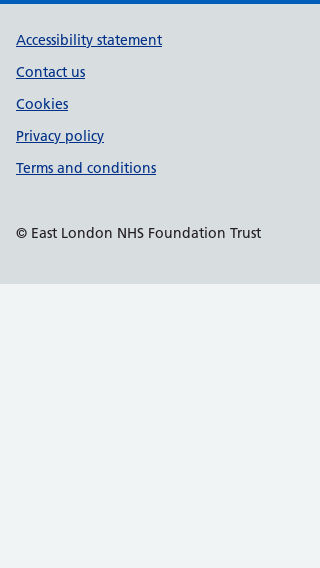 Accessibility statement
Contact us
Cookies
Privacy policy
Terms and conditions
© East London NHS Foundation Trust